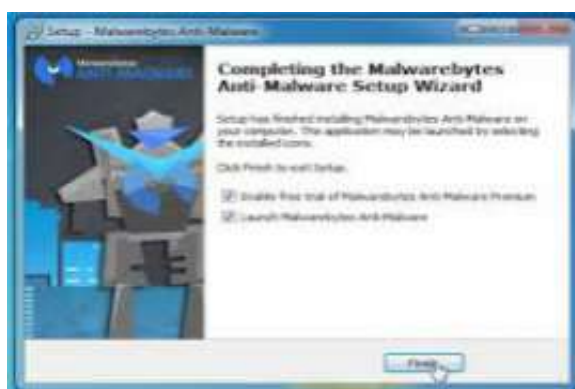 Setup - Malwarebytes Anti-Malware
Malwarebytes
ANTI-MALWARE
Completing the Malwarebytes
Anti-Malware Setup Wizard
Setup has finished installing Malwarebytes Anti-Malware on
your computer. The application may be launched by selecting
the installed icons.
Click Finish to exit Setup.
Enable free trial of Malwarebytes Anti-Malware Premium
Launch Malwarebytes Anti-Malware
Finish